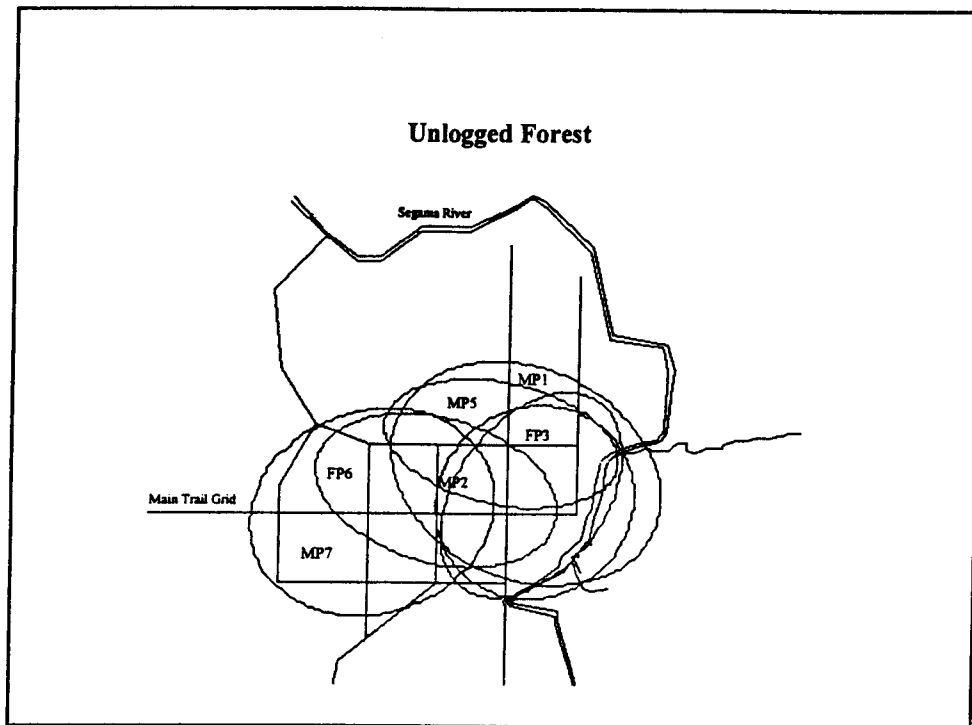 Unlogged Forest
Segama River
MP1
MP5
FP3
FP6
MP2
Main Trail Grid
MP7